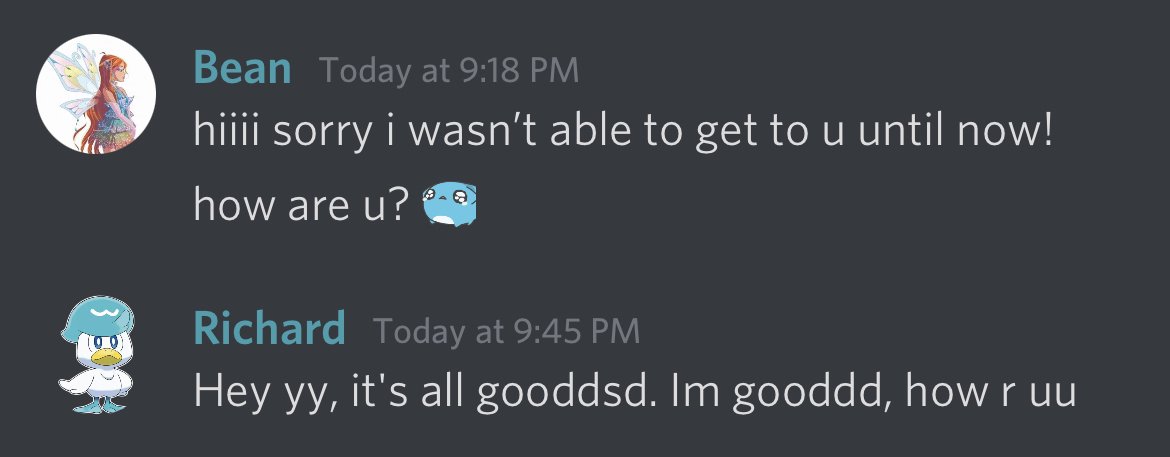 Bean Today at 9:18 PM
hiiii sorry i wasn’t able to get to u until now!
how are u?
Richard Today at 9:45 PM
Hey yy, it's all gooddsd. Im gooddd, how r uu